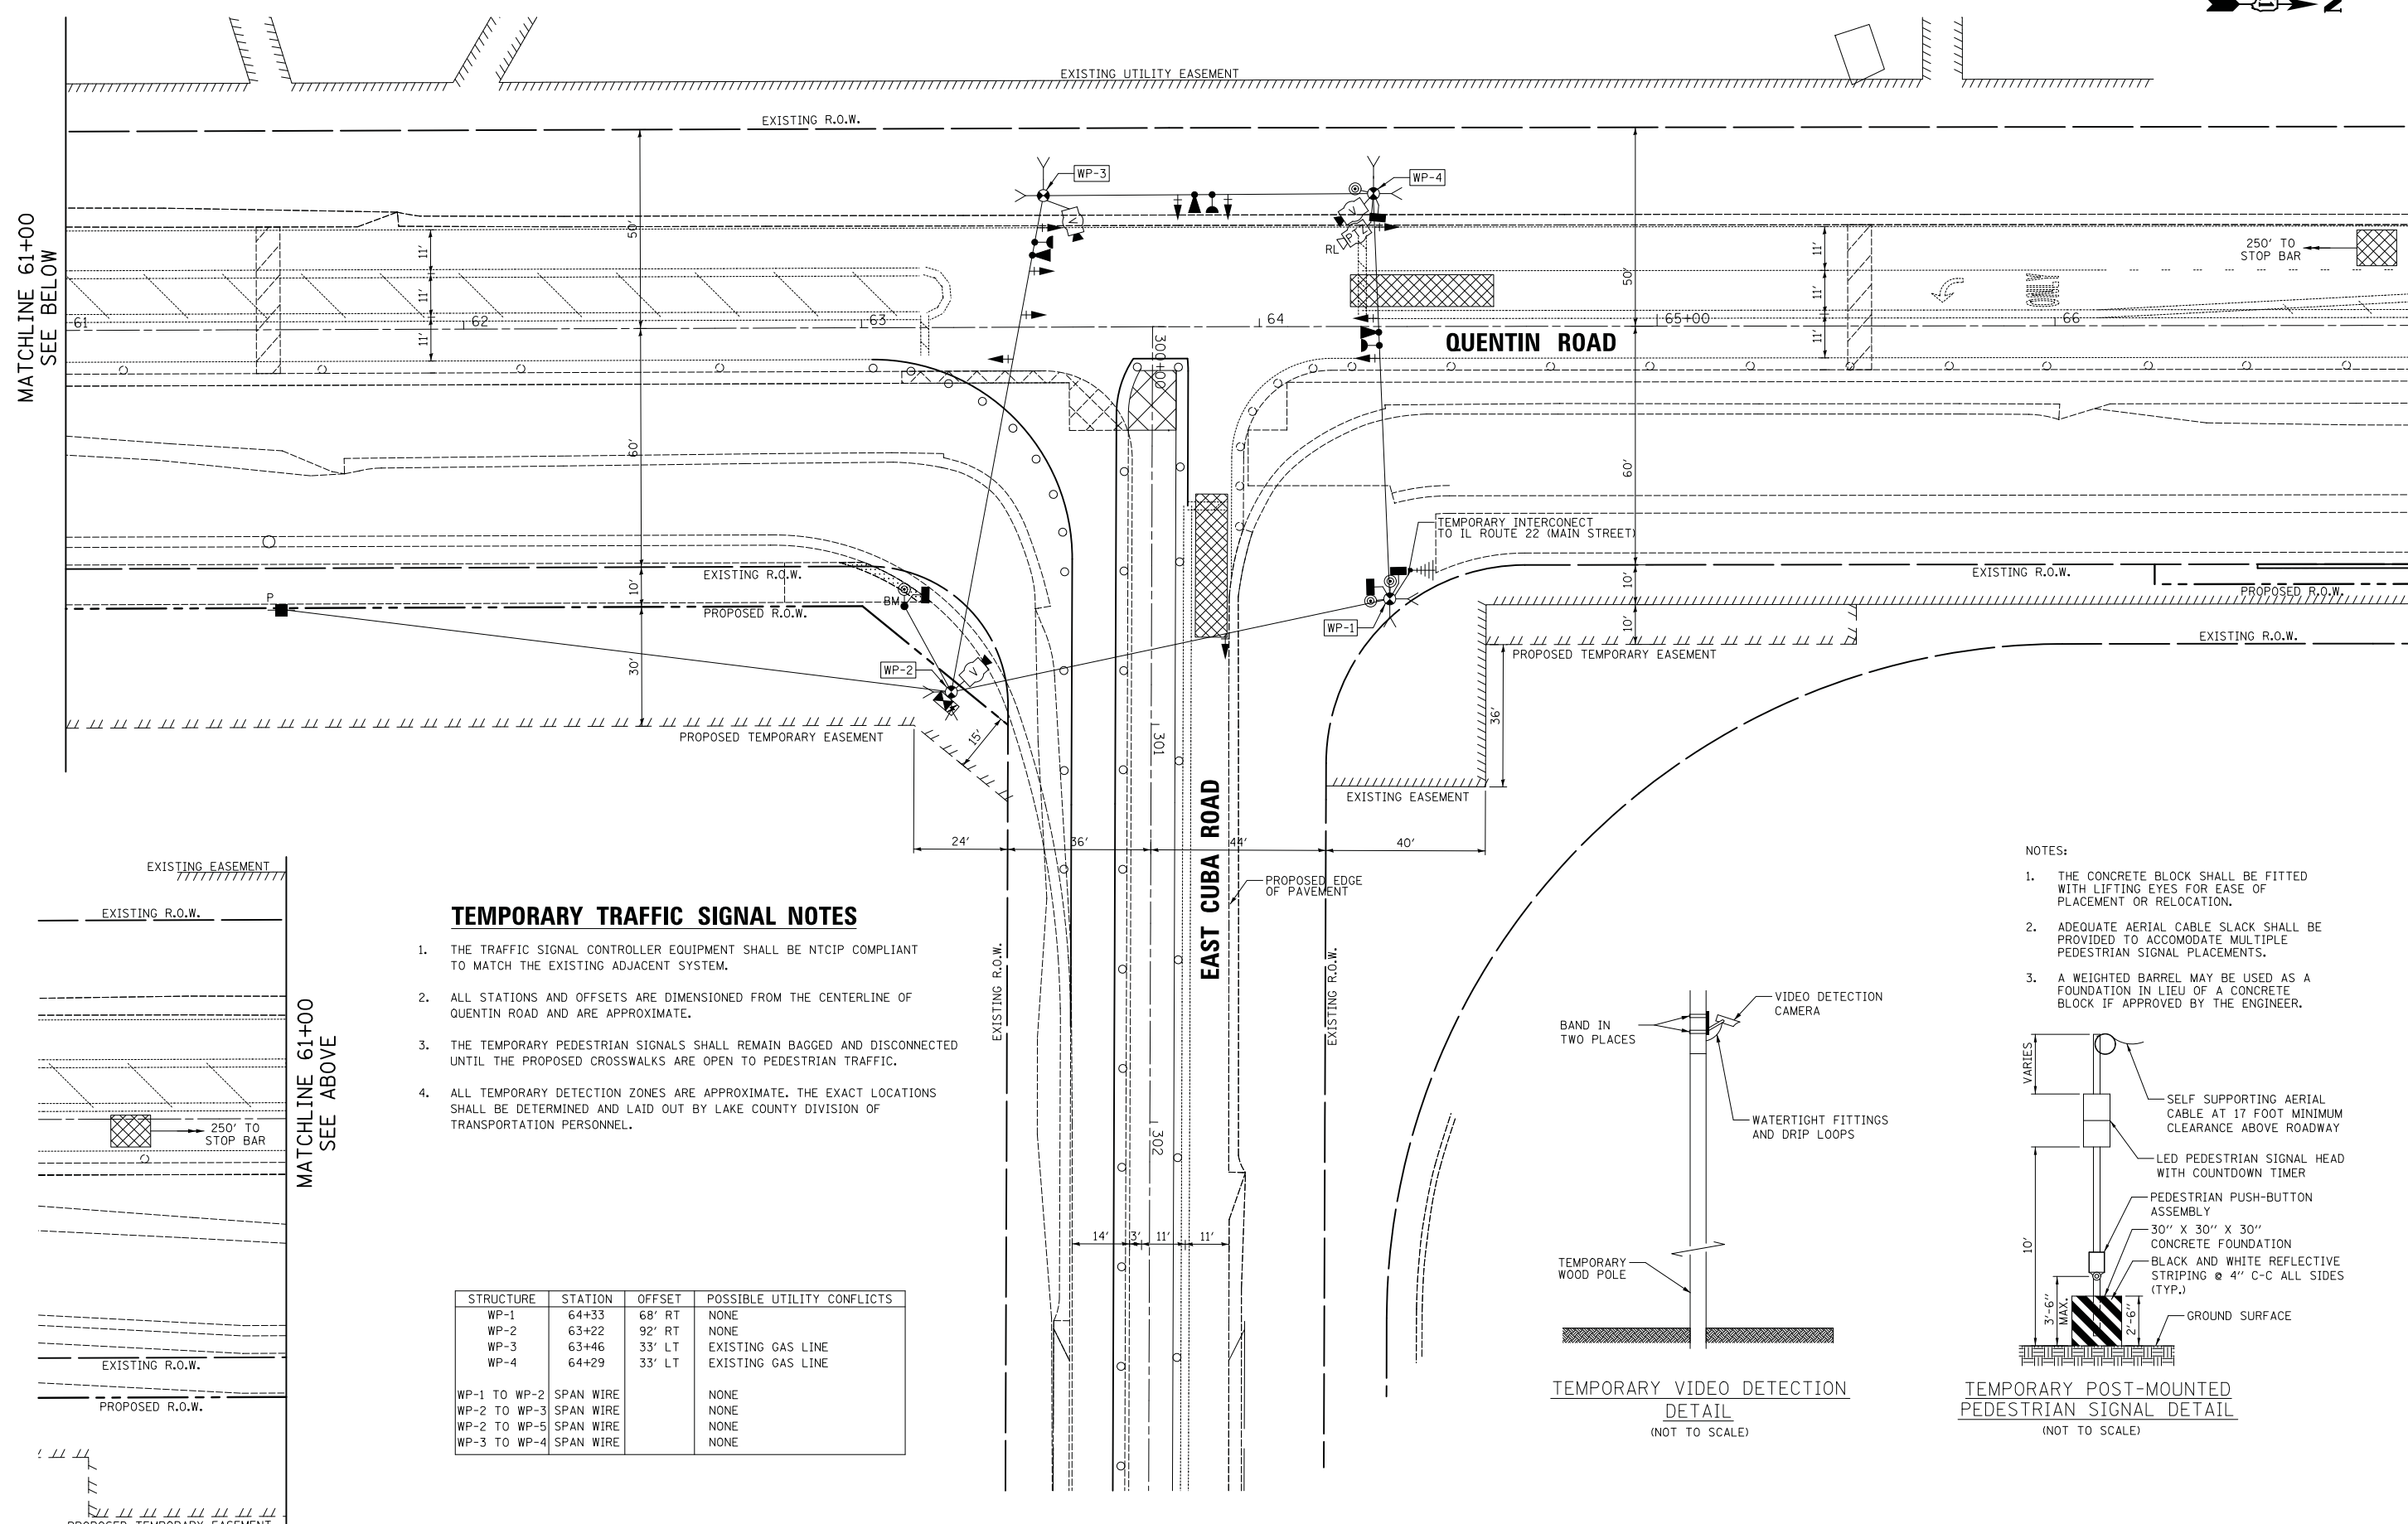 N
EXISTING UTILITY EASEMENT
EXISTING R.O.W.
MATCHLINE 61+00
SEE BELOW
WP-3
WP-4
V
V
PTZ
RL
50'
50'
11'
11'
11'
11'
11'
11'
250' TO
STOP BAR
ONLY
61
62
63
64
65+00
66
QUENTIN ROAD
300+00
60'
60'
TEMPORARY INTERCONECT
TO IL ROUTE 22 (MAIN STREET)
EXISTING R.O.W.
EXISTING R.O.W.
10'
10'
P
BM
PROPOSED R.O.W.
PROPOSED R.O.W.
WP-1
10'
EXISTING R.O.W.
PROPOSED TEMPORARY EASEMENT
WP-2
V
30'
36'
PROPOSED TEMPORARY EASEMENT
15'
301
EXISTING EASEMENT
24'
36'
44'
40'
EAST CUBA ROAD
PROPOSED EDGE
OF PAVEMENT
EXISTING R.O.W.
EXISTING R.O.W.
302
14'
3'
11'
11'
EXISTING EASEMENT
EXISTING R.O.W.
MATCHLINE 61+00
SEE ABOVE
250' TO
STOP BAR
EXISTING R.O.W.
PROPOSED R.O.W.
PROPOSED TEMPORARY EASEMENT
TEMPORARY TRAFFIC SIGNAL NOTES
1. THE TRAFFIC SIGNAL CONTROLLER EQUIPMENT SHALL BE NTCIP COMPLIANT
TO MATCH THE EXISTING ADJACENT SYSTEM.
2. ALL STATIONS AND OFFSETS ARE DIMENSIONED FROM THE CENTERLINE OF
QUENTIN ROAD AND ARE APPROXIMATE.
3. THE TEMPORARY PEDESTRIAN SIGNALS SHALL REMAIN BAGGED AND DISCONNECTED
UNTIL THE PROPOSED CROSSWALKS ARE OPEN TO PEDESTRIAN TRAFFIC.
4. ALL TEMPORARY DETECTION ZONES ARE APPROXIMATE. THE EXACT LOCATIONS
SHALL BE DETERMINED AND LAID OUT BY LAKE COUNTY DIVISION OF
TRANSPORTATION PERSONNEL.
STRUCTURE STATION OFFSET POSSIBLE UTILITY CONFLICTS
WP-1 64+33 68' RT NONE
WP-2 63+22 92' RT NONE
WP-3 63+46 33' LT EXISTING GAS LINE
WP-4 64+29 33' LT EXISTING GAS LINE
WP-1 TO WP-2 SPAN WIRE NONE
WP-2 TO WP-3 SPAN WIRE NONE
WP-2 TO WP-5 SPAN WIRE NONE
WP-3 TO WP-4 SPAN WIRE NONE
BAND IN
TWO PLACES
VIDEO DETECTION
CAMERA
WATERTIGHT FITTINGS
AND DRIP LOOPS
TEMPORARY
WOOD POLE
TEMPORARY VIDEO DETECTION
DETAIL
(NOT TO SCALE)
NOTES:
1. THE CONCRETE BLOCK SHALL BE FITTED
WITH LIFTING EYES FOR EASE OF
PLACEMENT OR RELOCATION.
2. ADEQUATE AERIAL CABLE SLACK SHALL BE
PROVIDED TO ACCOMODATE MULTIPLE
PEDESTRIAN SIGNAL PLACEMENTS.
3. A WEIGHTED BARREL MAY BE USED AS A
FOUNDATION IN LIEU OF A CONCRETE
BLOCK IF APPROVED BY THE ENGINEER.
VARIES
SELF SUPPORTING AERIAL
CABLE AT 17 FOOT MINIMUM
CLEARANCE ABOVE ROADWAY
LED PEDESTRIAN SIGNAL HEAD
WITH COUNTDOWN TIMER
PEDESTRIAN PUSH-BUTTON
ASSEMBLY
30" X 30" X 30"
CONCRETE FOUNDATION
BLACK AND WHITE REFLECTIVE
STRIPING @ 4" C-C ALL SIDES
(TYP.)
GROUND SURFACE
10'
3'-6"
MAX.
2'-6"
TEMPORARY POST-MOUNTED
PEDESTRIAN SIGNAL DETAIL
(NOT TO SCALE)